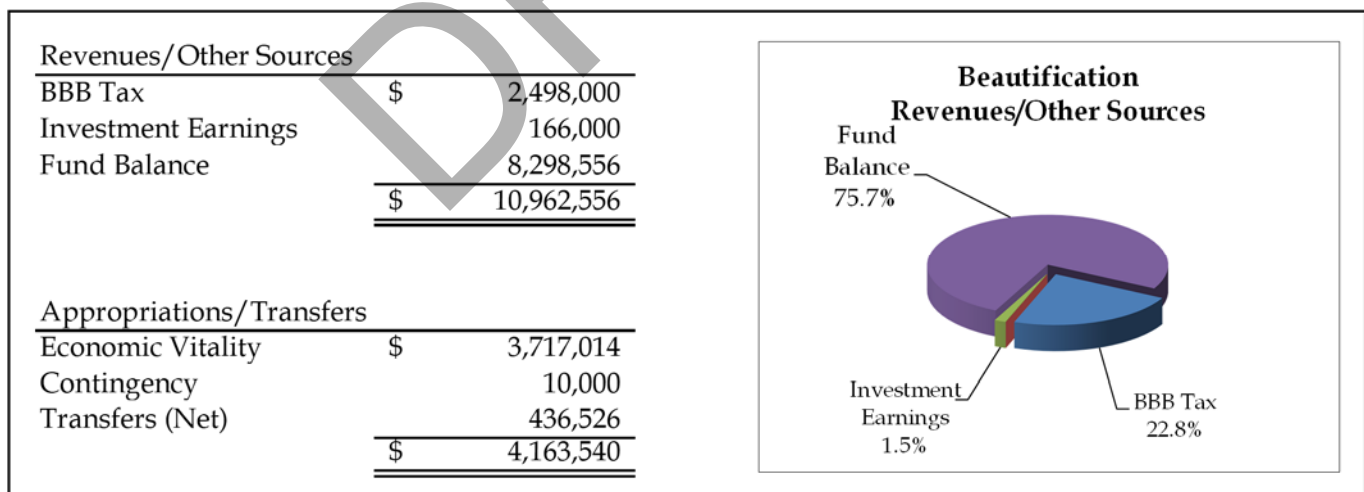 Revenues/Other Sources
BBB Tax $ 2,498,000
Investment Earnings 166,000
Fund Balance 8,298,556
$ 10,962,556
Appropriations/Transfers
Economic Vitality $ 3,717,014
Contingency 10,000
Transfers (Net) 436,526
$ 4,163,540
Beautification
Revenues/Other Sources
Fund
Balance
75.7%
Investment
Earnings
1.5%
BBB Tax
22.8%